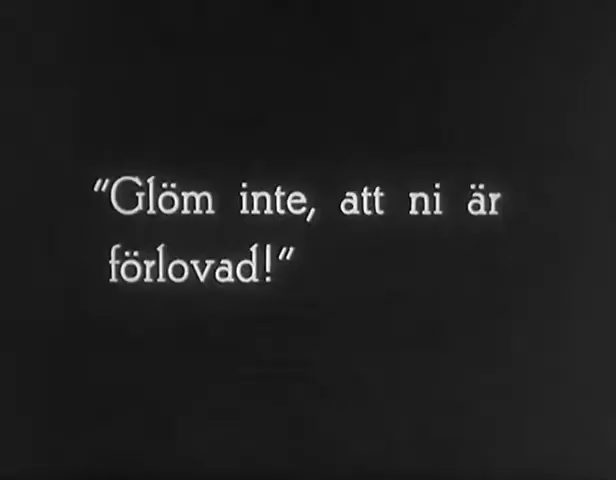 “Glöm inte, att ni är
förlovad!”